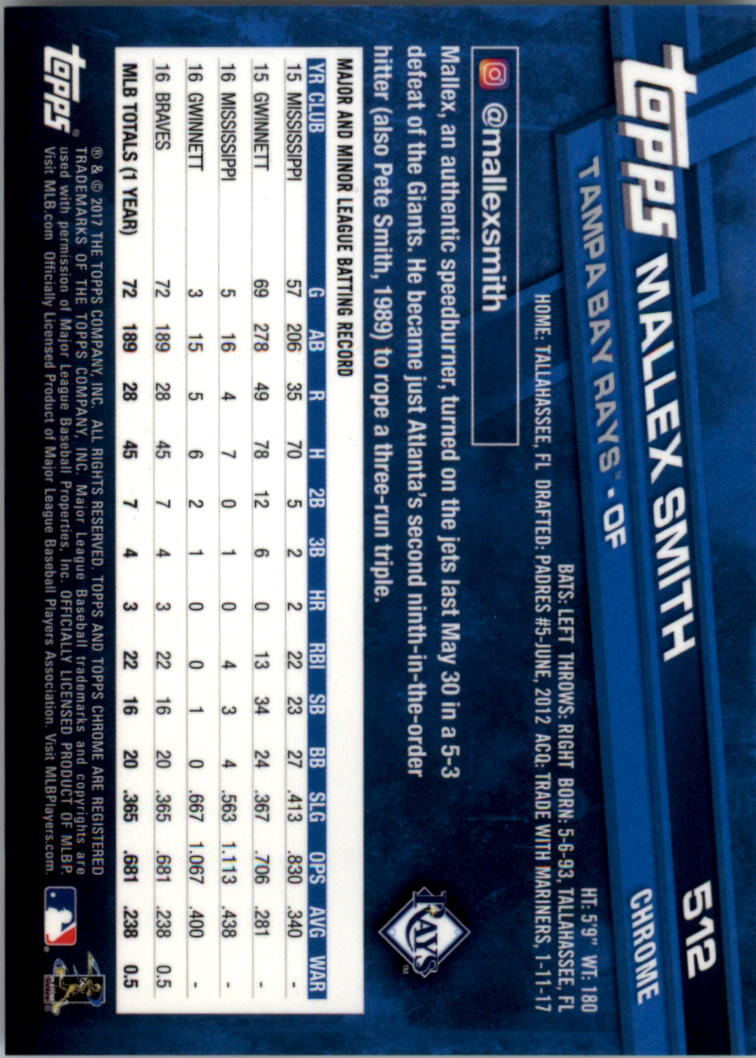 topps MALLEX SMITH 512
TAMPA BAY RAYS™ • OF CHROME
HT: 5'9" WT: 180
BATS: LEFT THROWS: RIGHT BORN: 5-6-93, TALLAHASSEE, FL
HOME: TALLAHASSEE, FL DRAFTED: PADRES #5-JUNE, 2012 ACQ: TRADE WITH MARINERS, 1-11-17
@mallexsmith
Mallex, an authentic speedburner, turned on the jets last May 30 in a 5-3
defeat of the Giants. He became just Atlanta's second ninth-in-the-order
hitter (also Pete Smith, 1989) to rope a three-run triple.
RAYS™
MAJOR AND MINOR LEAGUE BATTING RECORD
YR CLUB G AB R H 2B 3B HR RBI SB BB SLG OPS AVG WAR
15 MISSISSIPPI 57 206 35 70 5 2 2 22 23 27 .413 .830 .340 -
15 GWINNETT 69 278 49 78 12 6 0 13 34 24 .367 .706 .281 -
16 MISSISSIPPI 5 16 4 7 0 1 0 4 3 4 .563 1.113 .438 -
16 GWINNETT 3 15 5 6 2 1 0 0 1 0 .667 1.067 .400 -
16 BRAVES 72 189 28 45 7 4 3 22 16 20 .365 .681 .238 0.5
MLB TOTALS (1 YEAR) 72 189 28 45 7 4 3 22 16 20 .365 .681 .238 0.5
topps®
® & © 2017 THE TOPPS COMPANY, INC. ALL RIGHTS RESERVED. TOPPS AND TOPPS CHROME ARE REGISTERED
TRADEMARKS OF THE TOPPS COMPANY, INC. Major League Baseball trademarks and copyrights are
used with permission of Major League Baseball Properties, Inc. OFFICIALLY LICENSED PRODUCT OF MLBP.
Visit MLB.com Officially Licensed Product of Major League Baseball Players Association. Visit MLBPlayers.com.